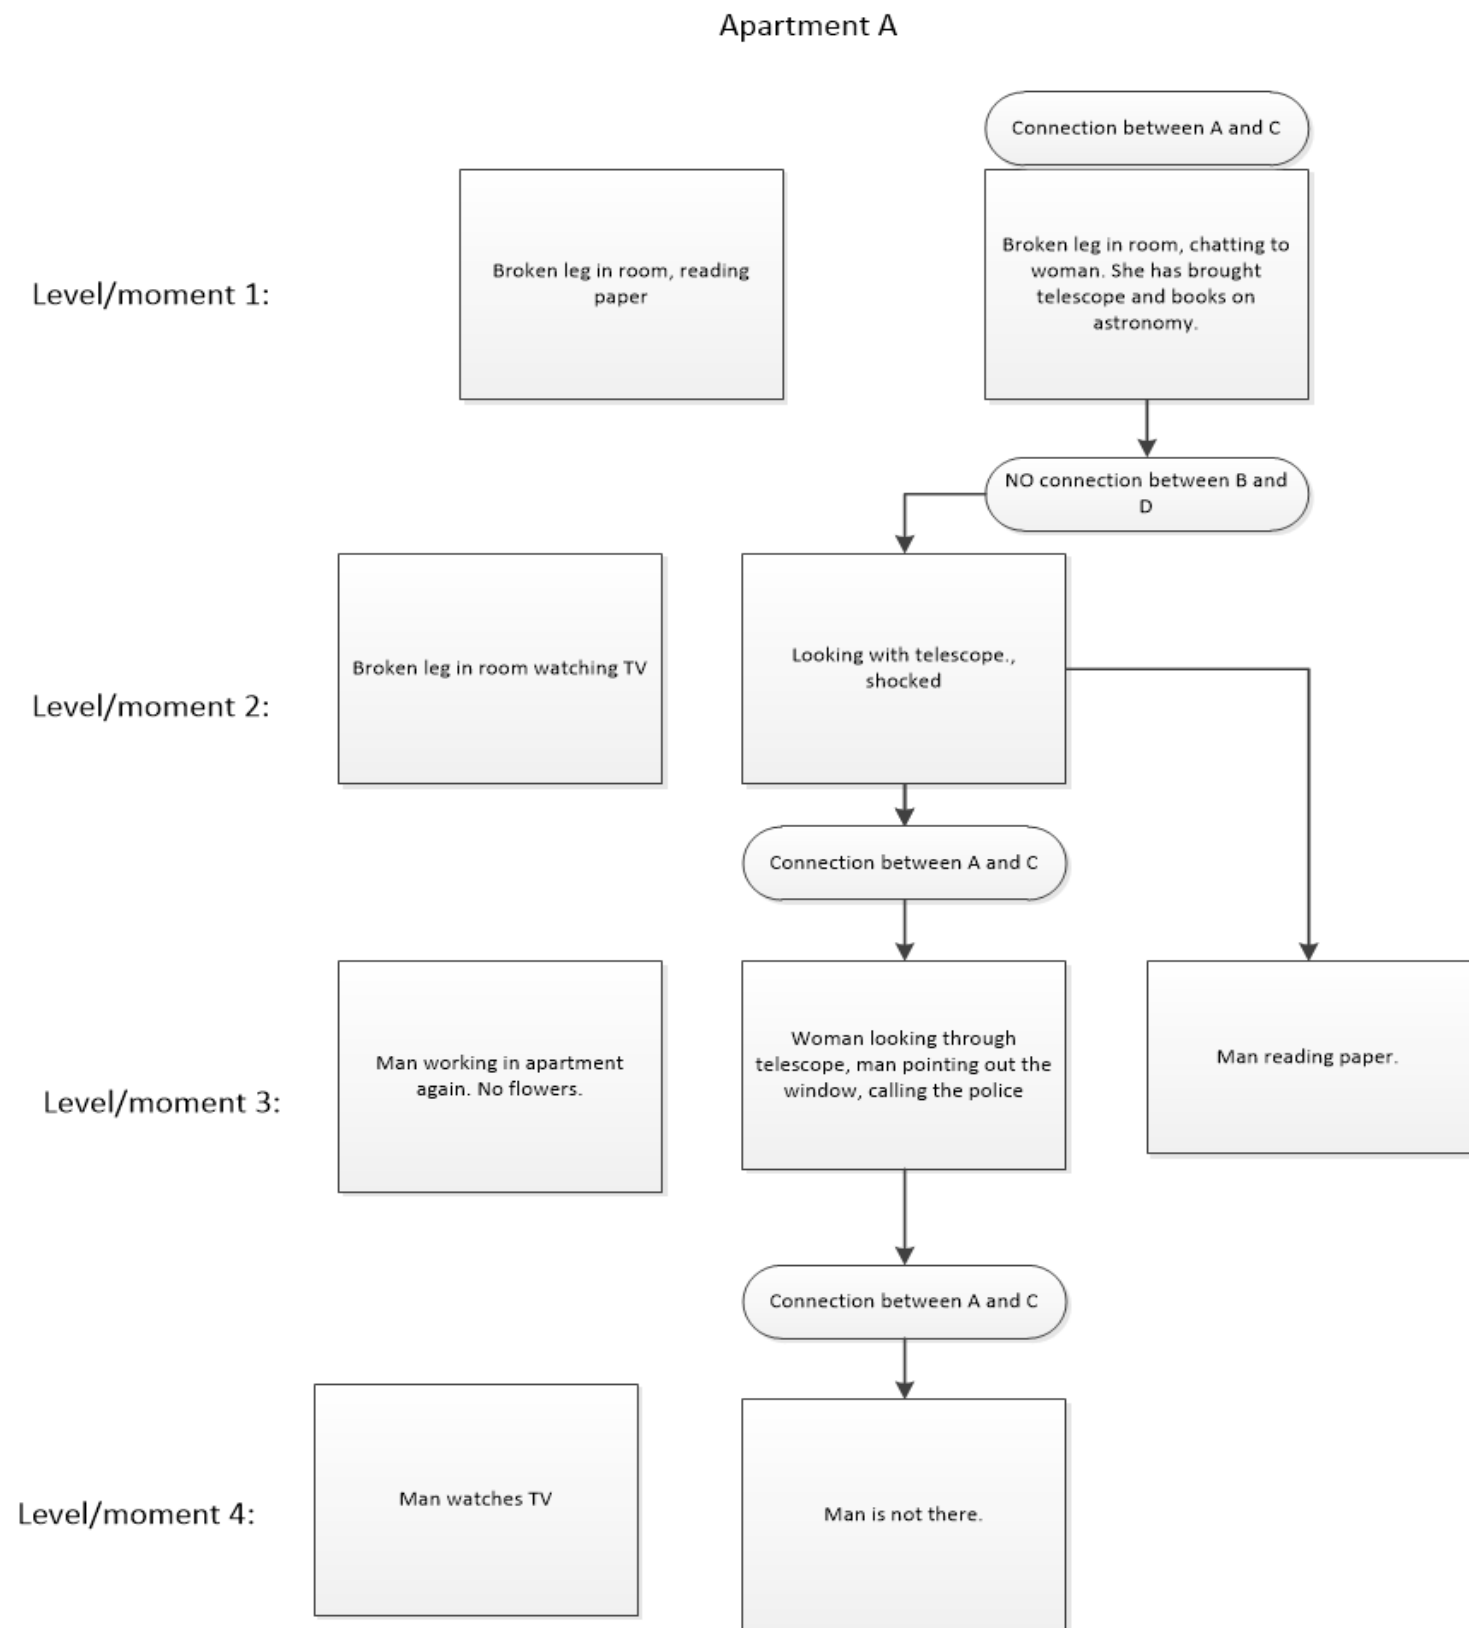 Apartment A
Connection between A and C
Level/moment 1:
Broken leg in room, reading
paper
Broken leg in room, chatting to
woman. She has brought
telescope and books on
astronomy.
NO connection between B and
D
Level/moment 2:
Broken leg in room watching TV
Looking with telescope.,
shocked
Connection between A and C
Level/moment 3:
Man working in apartment
again. No flowers.
Woman looking through
telescope, man pointing out the
window, calling the police
Man reading paper.
Connection between A and C
Level/moment 4:
Man watches TV
Man is not there.